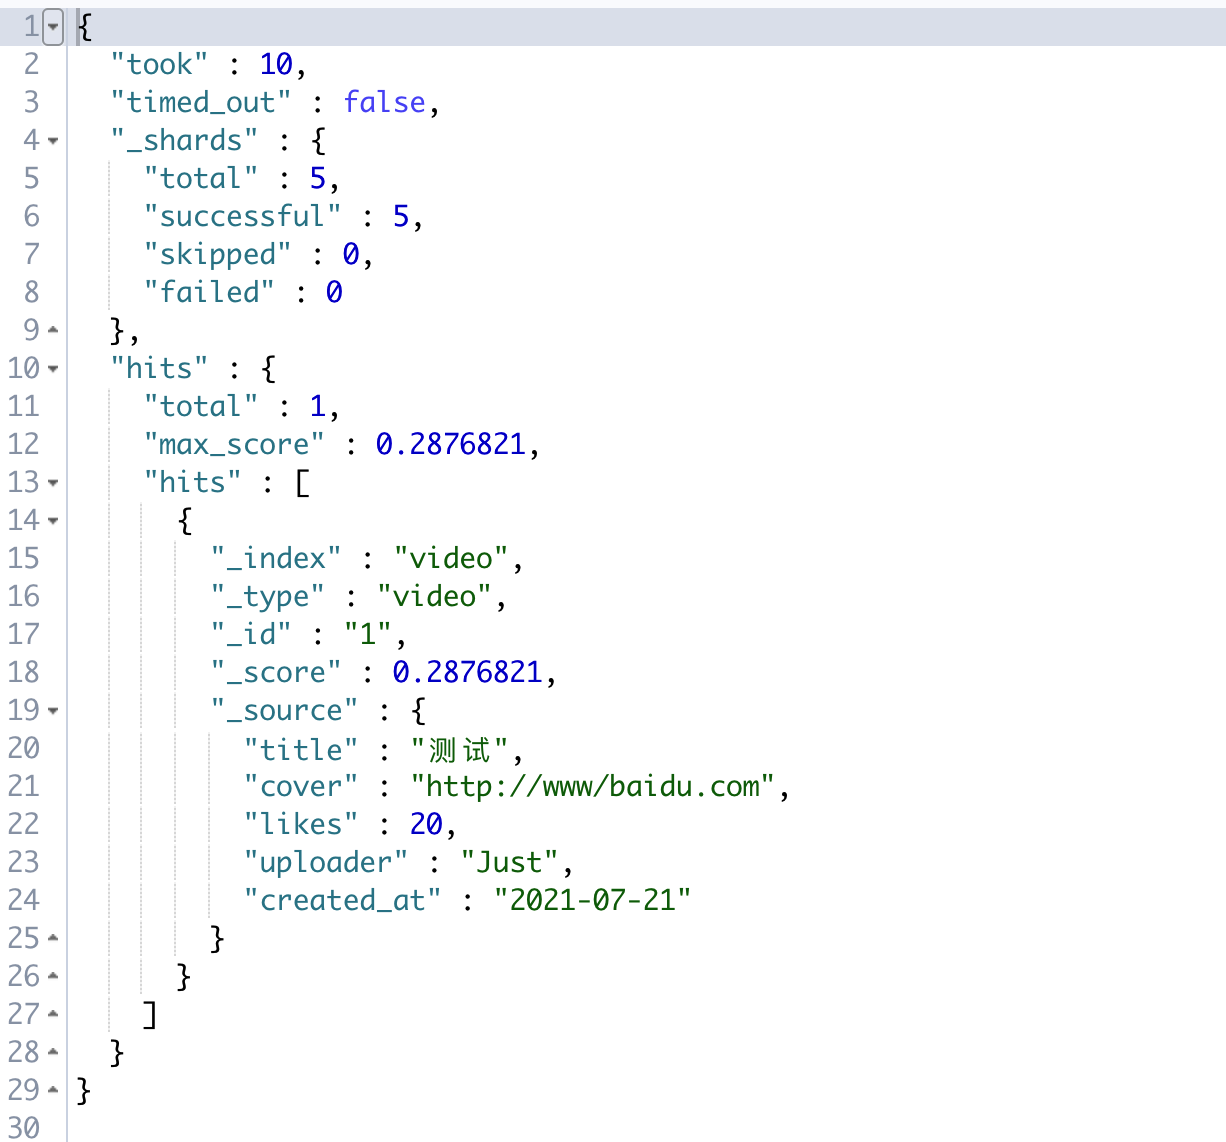 1 {
2 "took" : 10,
3 "timed_out" : false,
4 "_shards" : {
5 "total" : 5,
6 "successful" : 5,
7 "skipped" : 0,
8 "failed" : 0
9 },
10 "hits" : {
11 "total" : 1,
12 "max_score" : 0.2876821,
13 "hits" : [
14 {
15 "_index" : "video",
16 "_type" : "video",
17 "_id" : "1",
18 "_score" : 0.2876821,
19 "_source" : {
20 "title" : "测试",
21 "cover" : "http://www/baidu.com",
22 "likes" : 20,
23 "uploader" : "Just",
24 "created_at" : "2021-07-21"
25 }
26 }
27 ]
28 }
29 }
30